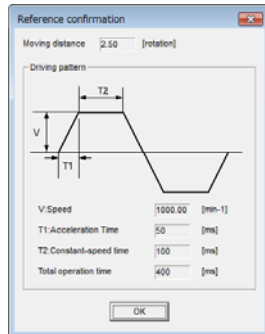 Reference confirmation
Moving distance 2.50 [rotation]
Driving pattern
T2
V
T1
V:Speed 1000.00 [min-1]
T1:Acceleration Time 50 [ms]
T2:Constant-speed time 100 [ms]
Total operation time 400 [ms]
OK